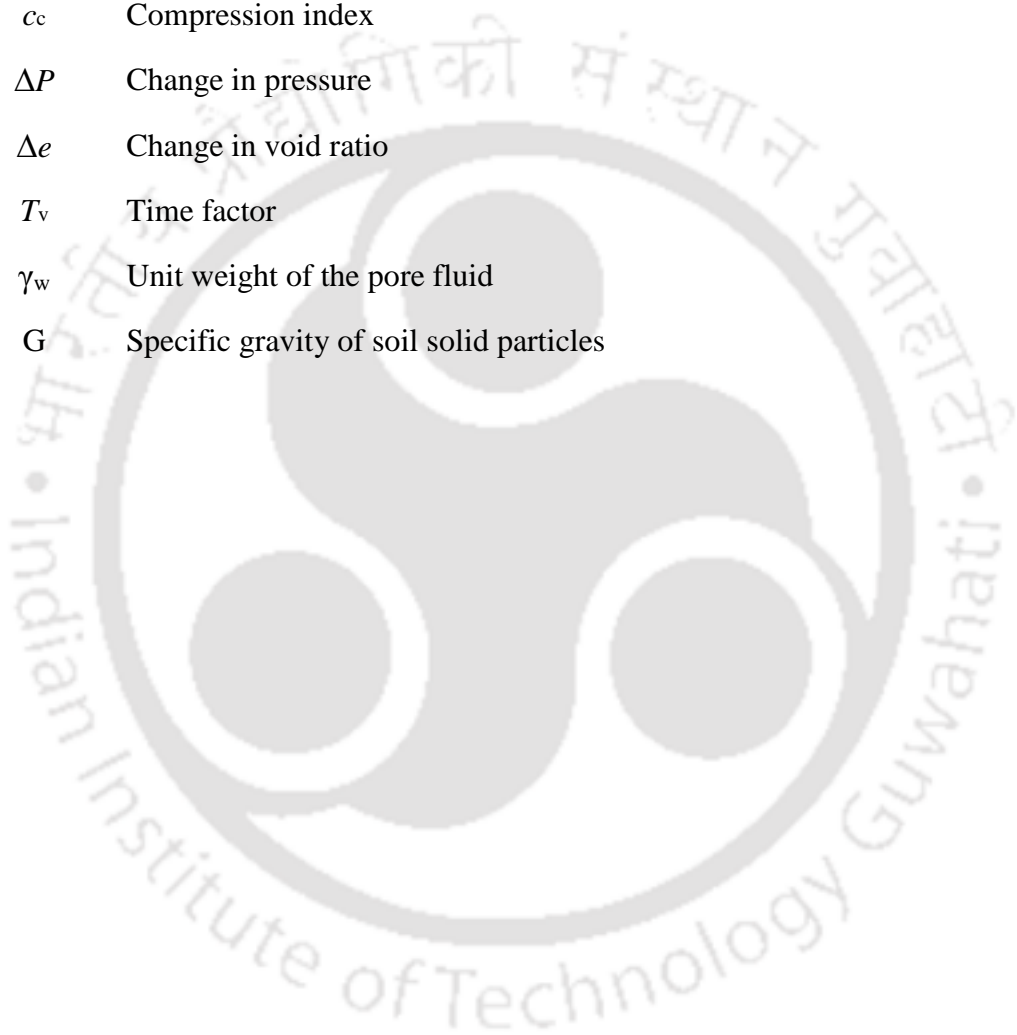 cc Compression index
ΔP Change in pressure
Δe Change in void ratio
Tv Time factor
γw Unit weight of the pore fluid
G Specific gravity of soil solid particles
भारतीय प्रौद्योगिकी संस्थान गुवाहाटी
Indian Institute of Technology Guwahati